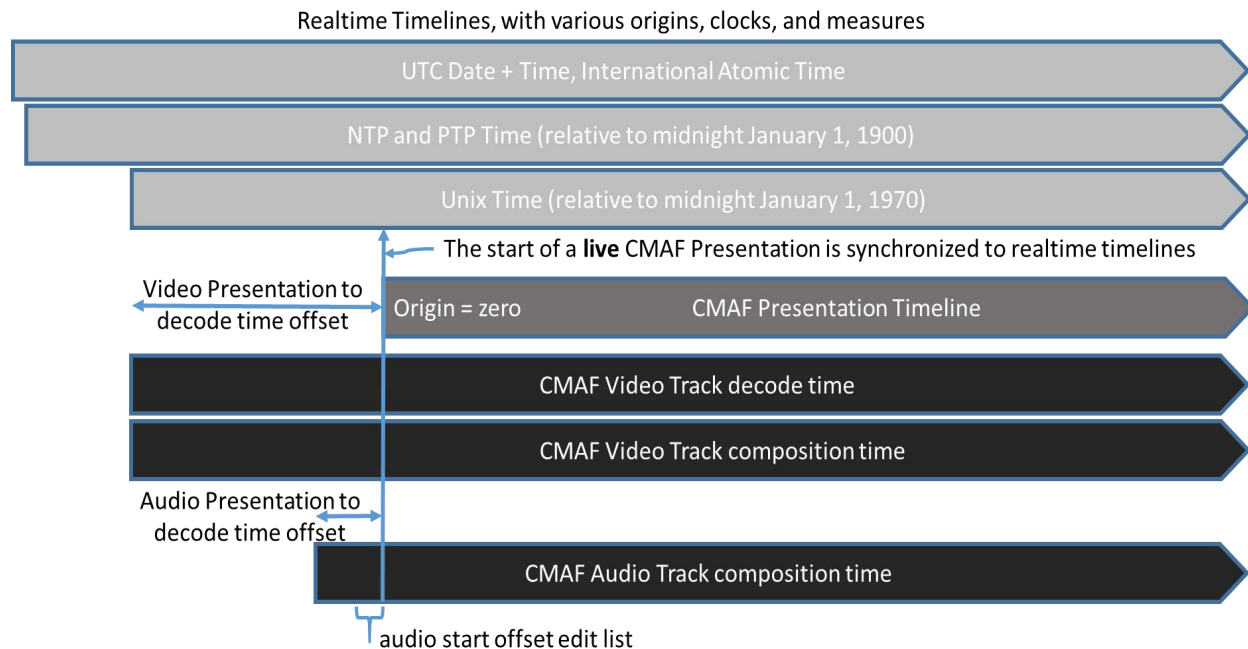 Realtime Timelines, with various origins, clocks, and measures
UTC Date + Time, International Atomic Time
NTP and PTP Time (relative to midnight January 1, 1900)
Unix Time (relative to midnight January 1, 1970)
The start of a live CMAF Presentation is synchronized to realtime timelines
Video Presentation to
decode time offset
Origin = zero
CMAF Presentation Timeline
CMAF Video Track decode time
CMAF Video Track composition time
Audio Presentation to
decode time offset
CMAF Audio Track composition time
audio start offset edit list